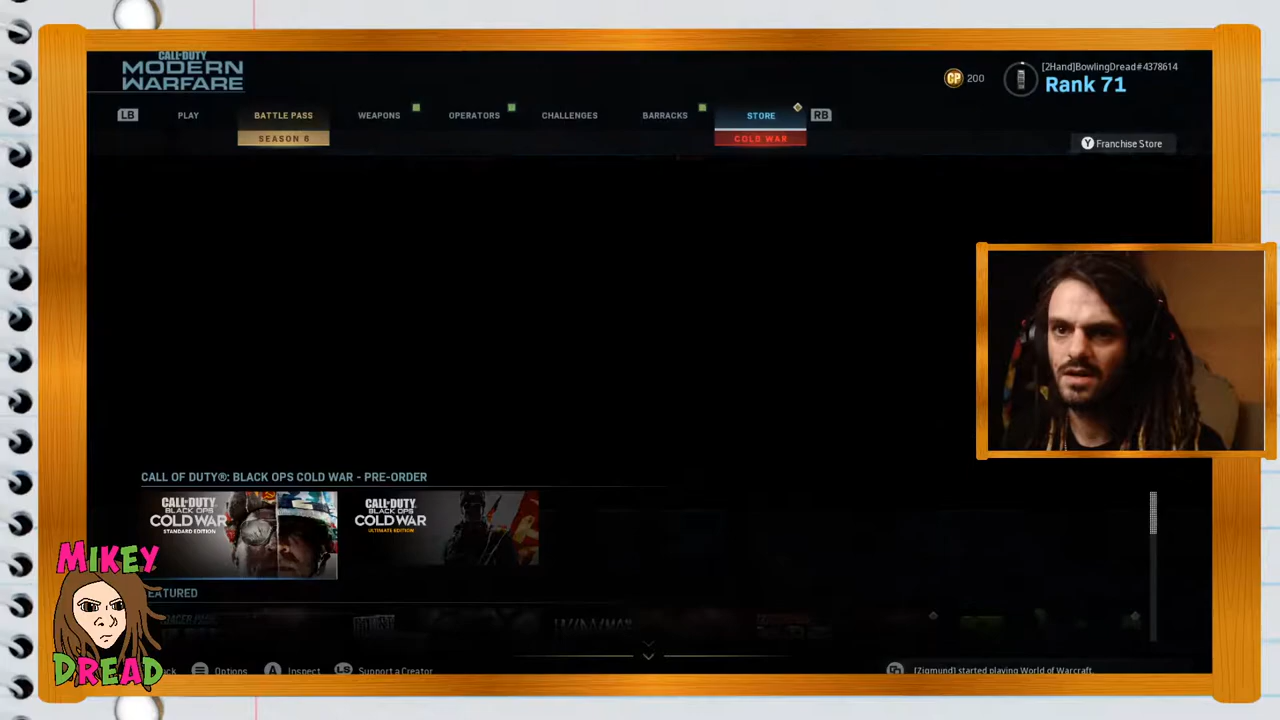 CALL OF DUTY
MODERN
WARFARE
200
[2Hand]BowlingDread#4378614
Rank 71
LB
PLAY
BATTLE PASS
WEAPONS
OPERATORS
CHALLENGES
BARRACKS
STORE
RB
SEASON 6
COLD WAR
Y Franchise Store
CALL OF DUTY®: BLACK OPS COLD WAR - PRE-ORDER
CALL OF DUTY
BLACK OPS
COLD WAR
STANDARD EDITION
CALL OF DUTY
BLACK OPS
COLD WAR
ULTIMATE EDITION
MIKEY
DREAD
Options
A Inspect
LS Support a Creator
[Zigmund] started playing World of Warcraft.